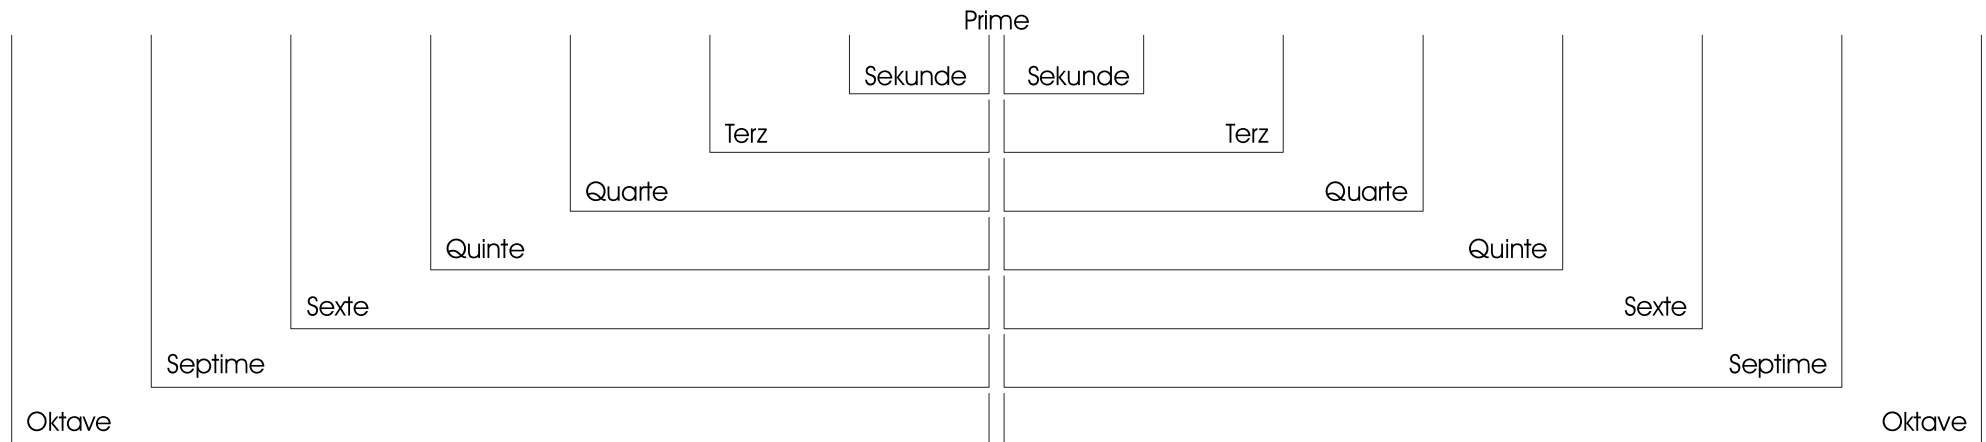 Prime
Sekunde Sekunde
Terz Terz
Quarte Quarte
Quinte Quinte
Sexte Sexte
Septime Septime
Oktave Oktave